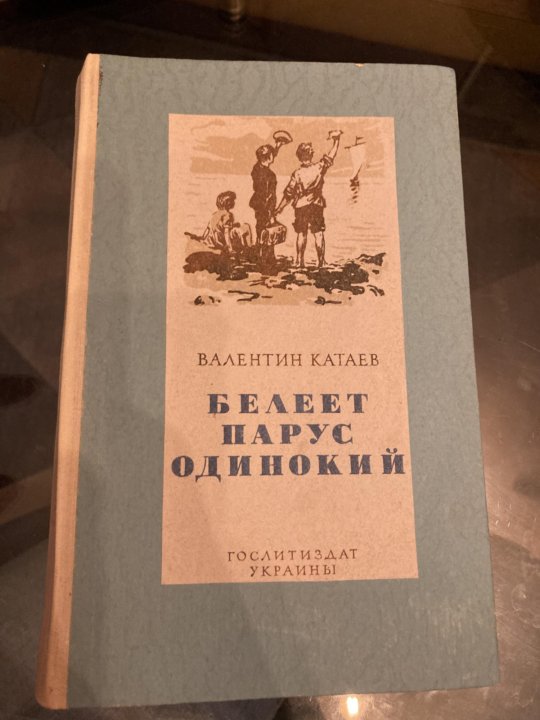 ВАЛЕНТИН КАТАЕВ
БЕЛЕЕТ
ПАРУС
ОДИНОКИЙ
ГОСЛИТИЗДАТ
УКРАИНЫ